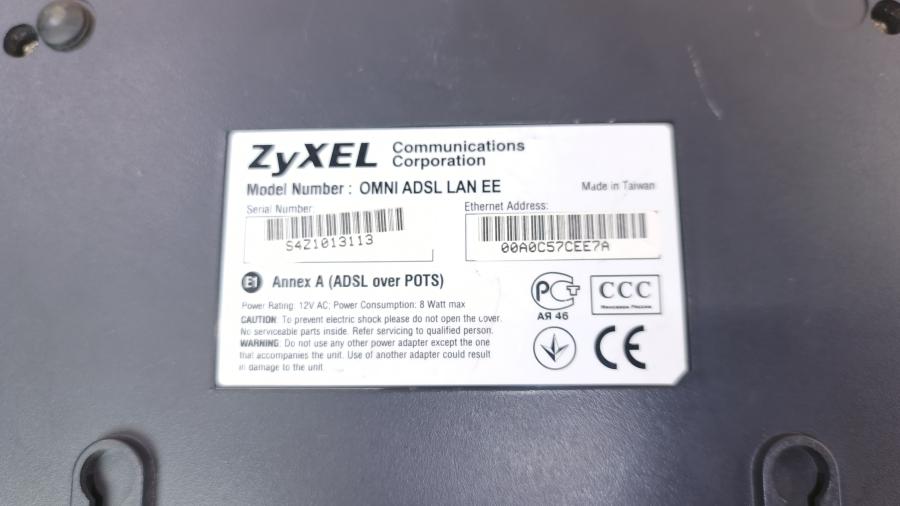 ZyXEL Communications Corporation
Model Number : OMNI ADSL LAN EE
Made in Taiwan
Serial Number:
S4Z1013113
Ethernet Address:
00A0C57CEE7A
E1 Annex A (ADSL over POTS)
Power Rating: 12V AC; Power Consumption: 8 Watt max
CAUTION: To prevent electric shock please do not open the cover.
No serviceable parts inside. Refer servicing to qualified person.
WARNING: Do not use any other power adapter except the one
that accompanies the unit. Use of another adapter could result
in damage to the unit.
РСТ
АЯ 46
ССС
CE